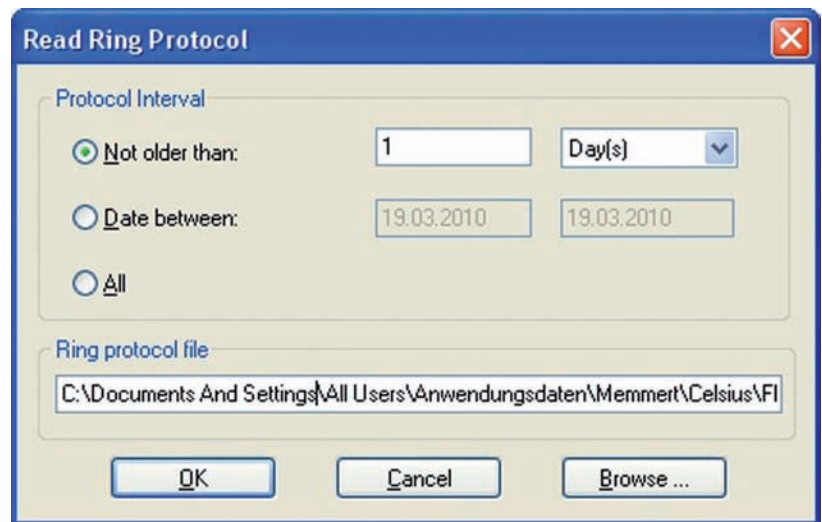 Read Ring Protocol
Protocol Interval
Not older than: 1 Day(s)
Date between: 19.03.2010 19.03.2010
All
Ring protocol file
C:\Documents And Settings\All Users\Anwendungsdaten\Memmert\Celsius\Fl
OK Cancel Browse ...